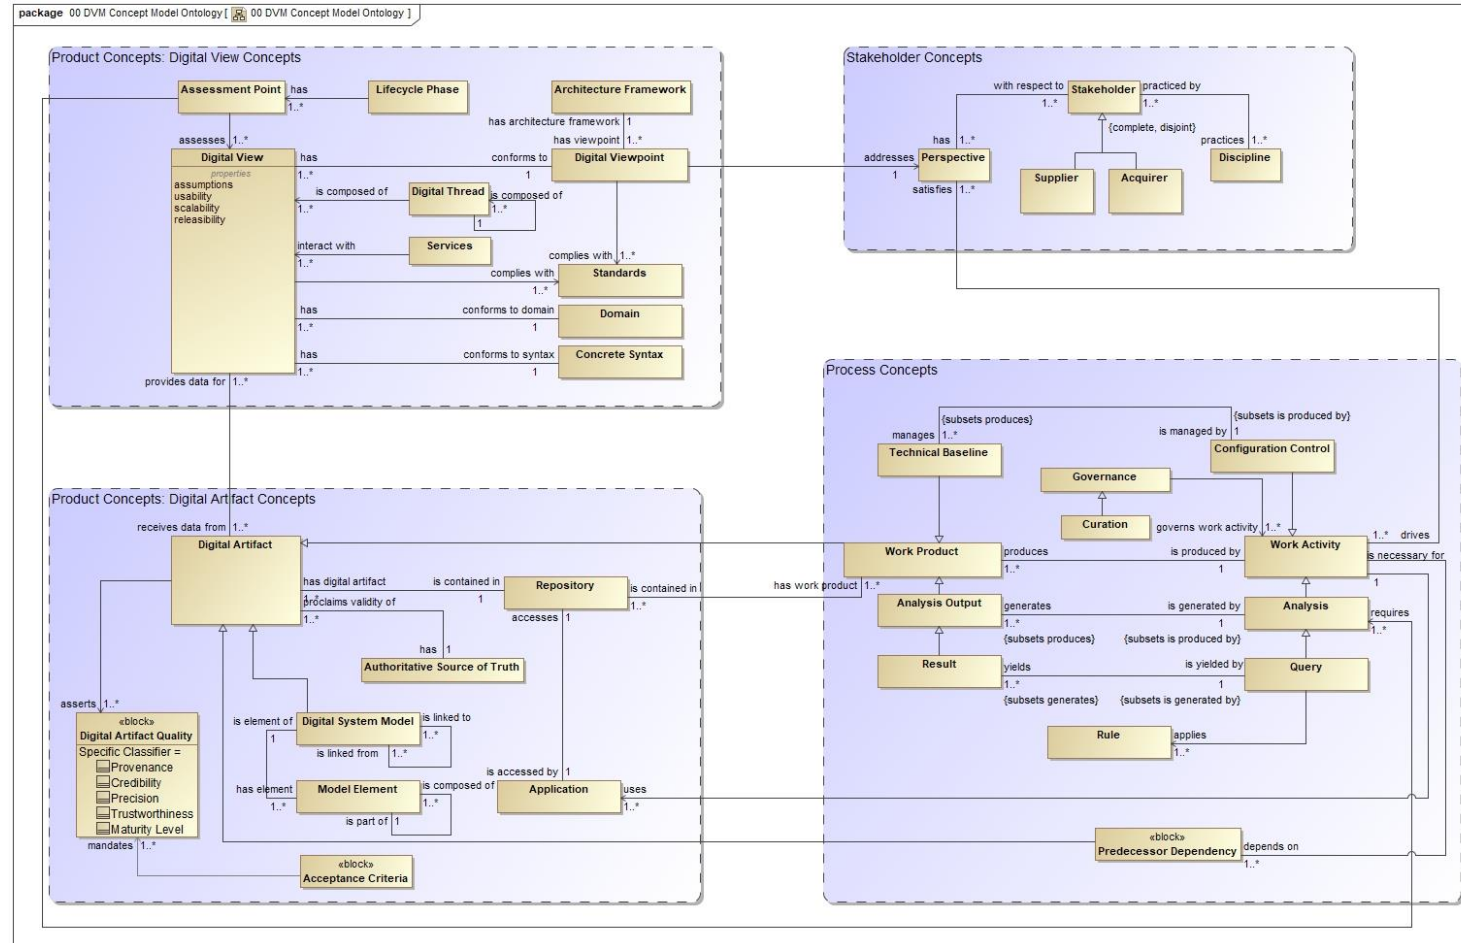 package 00 DVM Concept Model Ontology [ 00 DVM Concept Model Ontology ]
Product Concepts: Digital View Concepts
Assessment Point
has
1..*
Lifecycle Phase
Architecture Framework
has architecture framework 1
assesses 1..*
has viewpoint 1..*
Digital View
properties
assumptions
usability
scalability
releasibility
has
1..*
conforms to
1
Digital Viewpoint
is composed of
1..*
Digital Thread
is composed of
1..*
1
interact with
1..*
Services
complies with 1..*
complies with
1..*
Standards
has
1..*
conforms to domain
1
Domain
has
1..*
conforms to syntax
1
Concrete Syntax
provides data for 1..*
Stakeholder Concepts
with respect to
1..*
Stakeholder
practiced by
1..*
{complete, disjoint}
has
1..*
practices 1..*
addresses
1
Perspective
Discipline
satisfies 1..*
Supplier
Acquirer
Process Concepts
{subsets produces}
{subsets is produced by}
manages 1..*
is managed by 1
Technical Baseline
Configuration Control
Governance
Curation
governs work activity 1..*
1..* drives
Work Product
produces
1..*
is produced by
1
Work Activity
is necessary for
1
has work product 1..*
Analysis Output
generates
1..*
is generated by
1
Analysis
requires
1..*
{subsets produces}
{subsets is produced by}
Result
yields
1..*
is yielded by
1
Query
{subsets generates}
{subsets is generated by}
Rule
applies
1..*
«block»
Predecessor Dependency
depends on
1..*
Product Concepts: Digital Artifact Concepts
receives data from 1..*
Digital Artifact
has digital artifact
1..*
is contained in
1
Repository
is contained in
1..*
proclaims validity of
1..*
accesses 1
has 1
Authoritative Source of Truth
asserts 1..*
«block»
Digital Artifact Quality
Specific Classifier =
Provenance
Credibility
Precision
Trustworthiness
Maturity Level
mandates 1..*
is element of
1
Digital System Model
is linked to
1..*
is linked from 1..*
has element
1..*
Model Element
is composed of
1..*
is part of 1
is accessed by 1
Application
uses
1..*
«block»
Acceptance Criteria